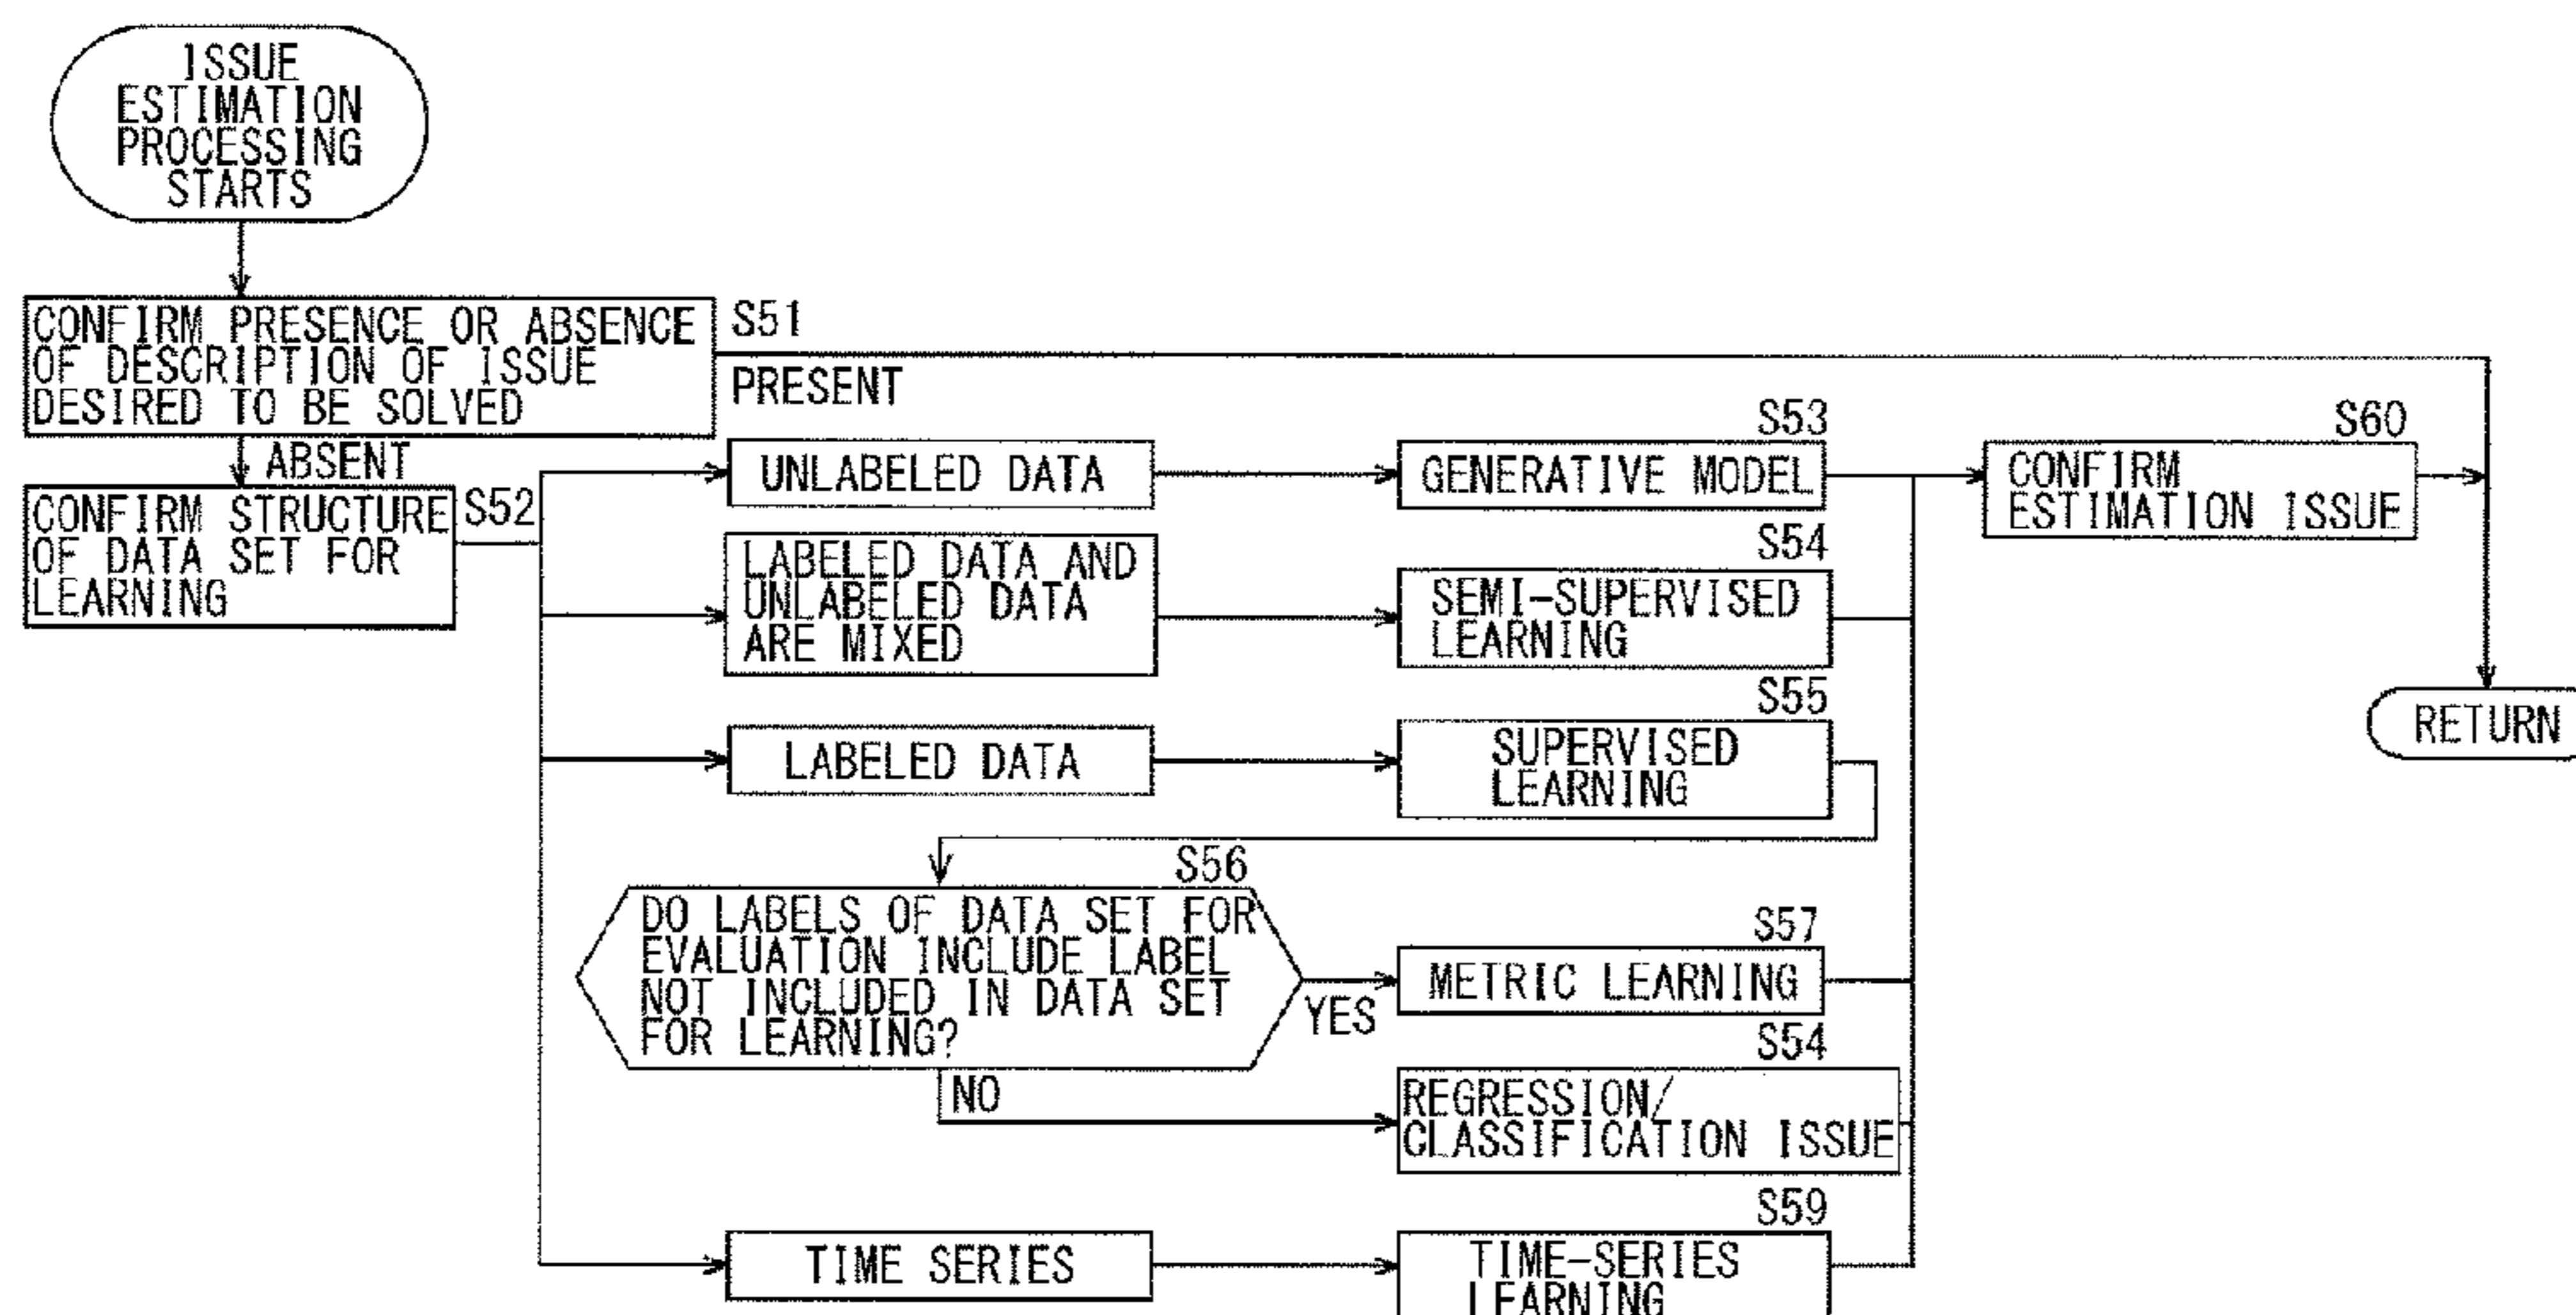 ISSUE
ESTIMATION
PROCESSING
STARTS
CONFIRM PRESENCE OR ABSENCE
OF DESCRIPTION OF ISSUE
DESIRED TO BE SOLVED
S51
PRESENT
ABSENT
CONFIRM STRUCTURE
OF DATA SET FOR
LEARNING
S52
UNLABELED DATA
S53
GENERATIVE MODEL
S60
CONFIRM
ESTIMATION ISSUE
LABELED DATA AND
UNLABELED DATA
ARE MIXED
S54
SEMI-SUPERVISED
LEARNING
LABELED DATA
S55
SUPERVISED
LEARNING
RETURN
S56
DO LABELS OF DATA SET FOR
EVALUATION INCLUDE LABEL
NOT INCLUDED IN DATA SET
FOR LEARNING?
YES
S57
METRIC LEARNING
NO
S54
REGRESSION/
CLASSIFICATION ISSUE
TIME SERIES
S59
TIME-SERIES
LEARNING